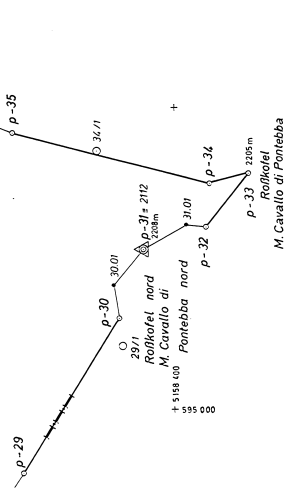 p-35
34/1
p-34
2205m
p-33
Roßkofel
M. Cavallo di Pontebba
p-31≡ 2112
2208m
31.01
p-32
30.01
p-30
29/1
Roßkofel nord
M. Cavallo di
Pontebba nord
p-29
5158 400
595 000